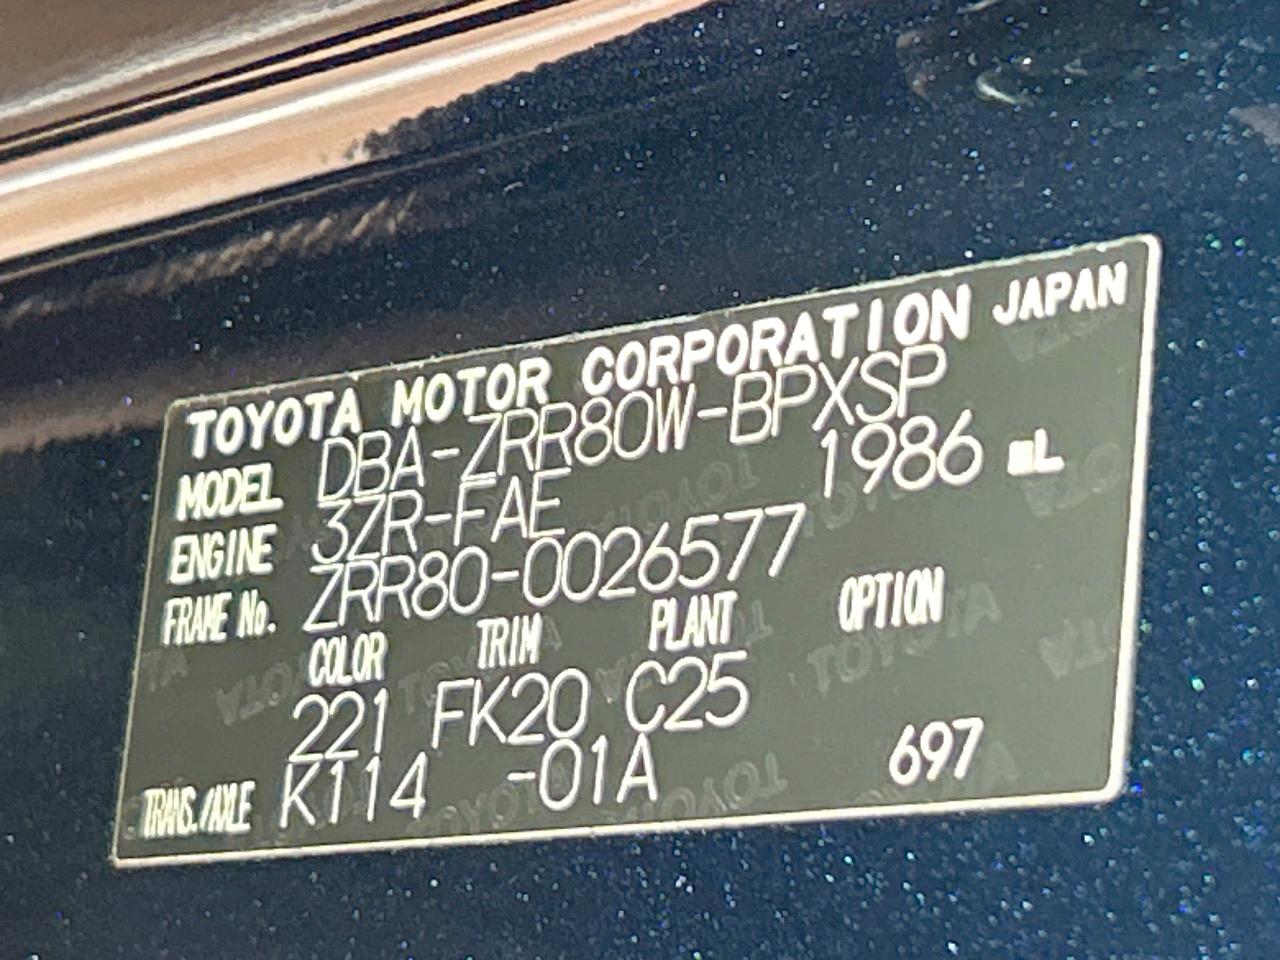 TOYOTA MOTOR CORPORATION JAPAN
MODEL DBA-ZRR80W-BPXSP
ENGINE 3ZR-FAE 1986 mL
FRAME No. ZRR80-0026577
COLOR TRIM PLANT OPTION
221 FK20 C25
TRANS./AXLE K114 -01A 697